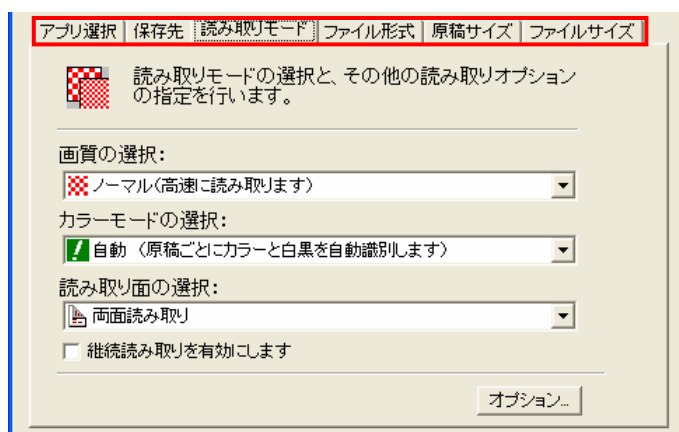 アプリ選択 保存先 読み取りモード ファイル形式 原稿サイズ ファイルサイズ
読み取りモードの選択と、その他の読み取りオプション
の指定を行います。
画質の選択:
ノーマル(高速に読み取ります)
カラーモードの選択:
自動 (原稿ごとにカラーと白黒を自動識別します)
読み取り面の選択:
両面読み取り
継続読み取りを有効にします
オプション...